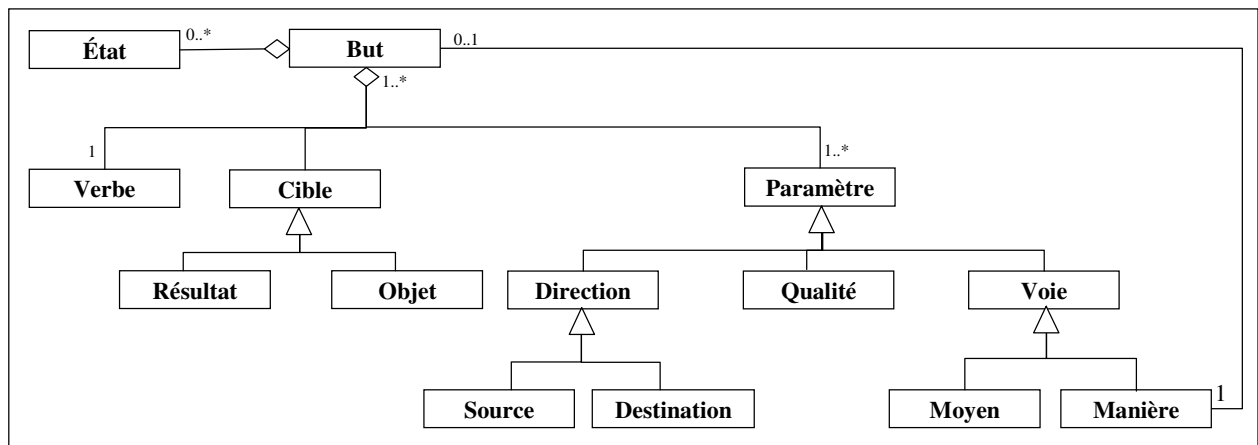 État
0..*
But
0..1
1..*
1
1..*
Verbe
Cible
Paramètre
Résultat
Objet
Direction
Qualité
Voie
Source
Destination
Moyen
Manière
1